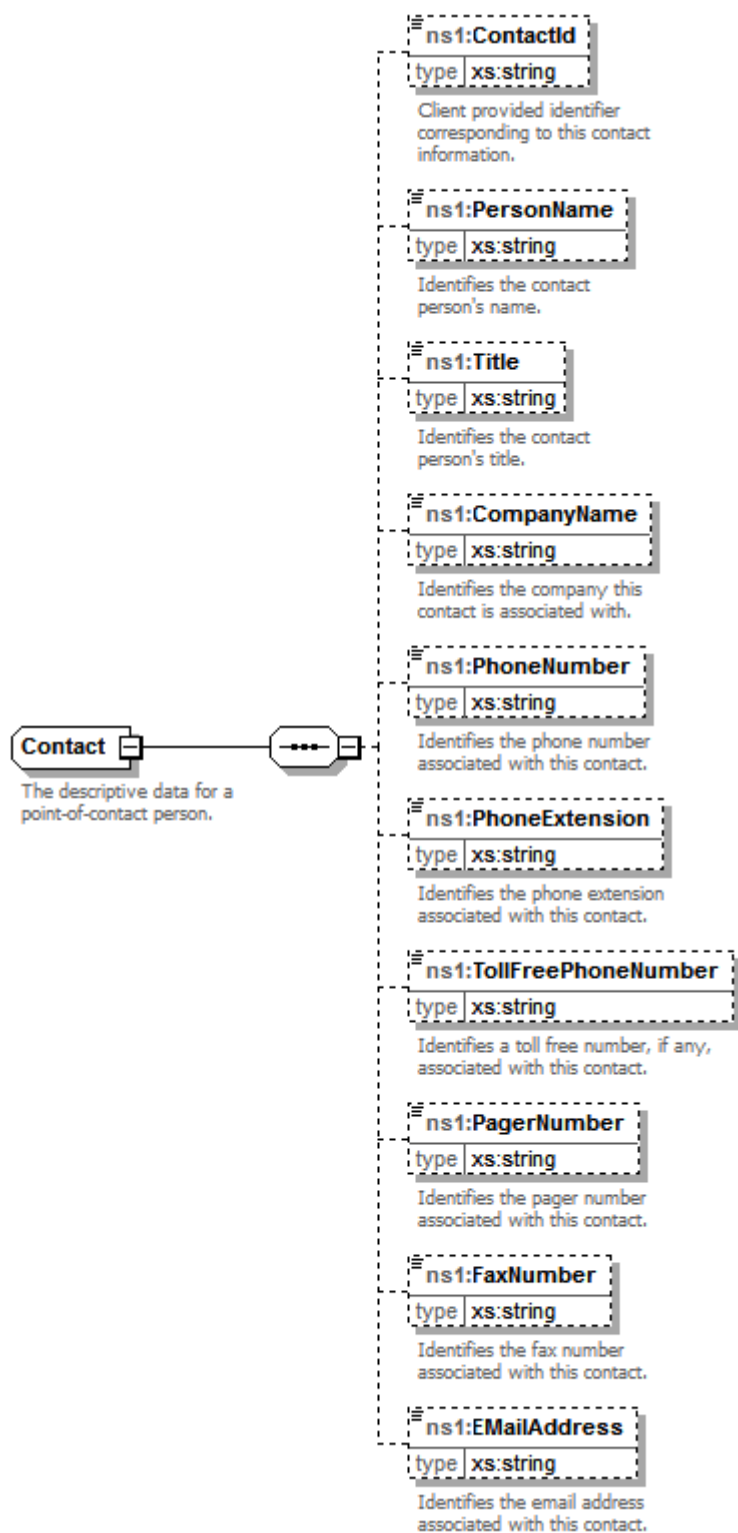 ns1:ContactId
type xs:string
Client provided identifier
corresponding to this contact
information.
ns1:PersonName
type xs:string
Identifies the contact
person's name.
ns1:Title
type xs:string
Identifies the contact
person's title.
ns1:CompanyName
type xs:string
Identifies the company this
contact is associated with.
ns1:PhoneNumber
type xs:string
Identifies the phone number
associated with this contact.
Contact
The descriptive data for a
point-of-contact person.
ns1:PhoneExtension
type xs:string
Identifies the phone extension
associated with this contact.
ns1:TollFreePhoneNumber
type xs:string
Identifies a toll free number, if any,
associated with this contact.
ns1:PagerNumber
type xs:string
Identifies the pager number
associated with this contact.
ns1:FaxNumber
type xs:string
Identifies the fax number
associated with this contact.
ns1:EMailAddress
type xs:string
Identifies the email address
associated with this contact.